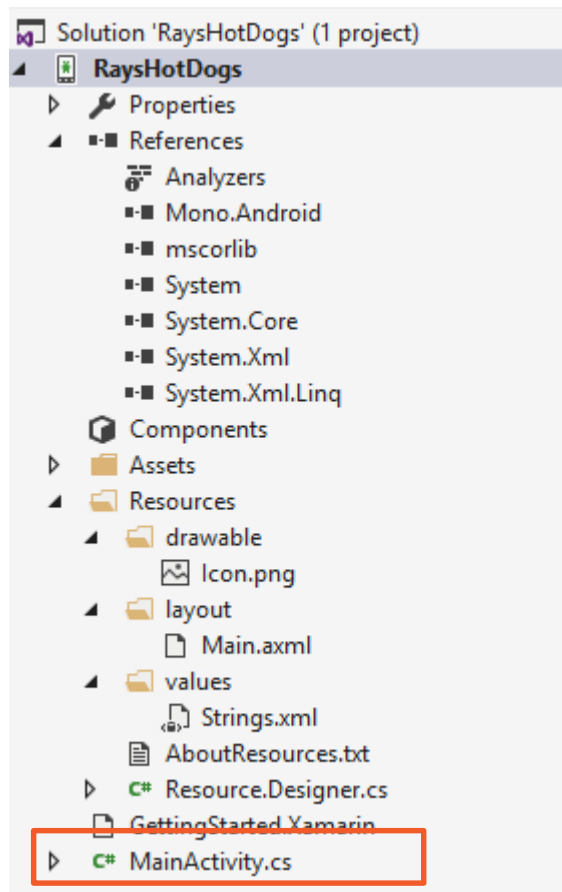 Solution 'RaysHotDogs' (1 project)
RaysHotDogs
Properties
References
Analyzers
Mono.Android
mscorlib
System
System.Core
System.Xml
System.Xml.Linq
Components
Assets
Resources
drawable
Icon.png
layout
Main.axml
values
Strings.xml
AboutResources.txt
C# Resource.Designer.cs
GettingStarted.Xamarin
C# MainActivity.cs